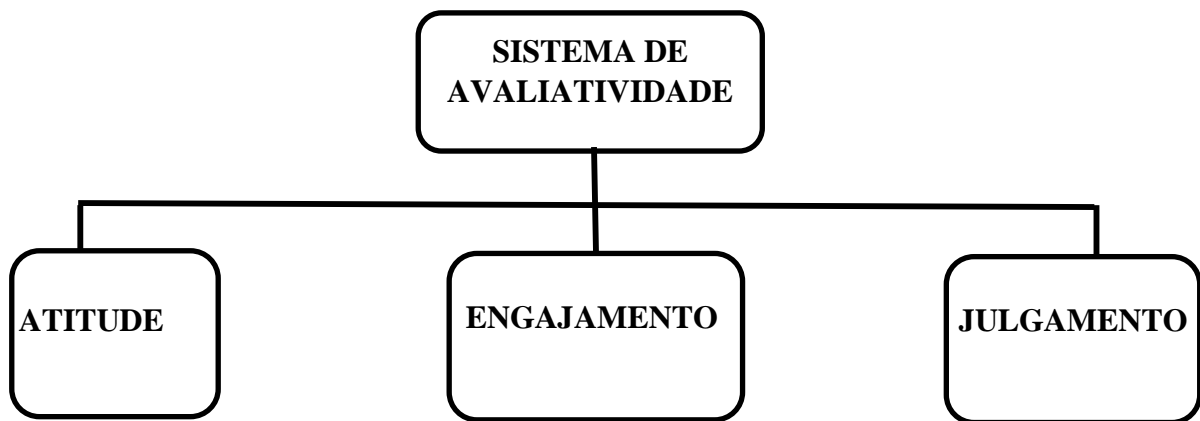 SISTEMA DE
AVALIATIVIDADE
ATITUDE
ENGAJAMENTO
JULGAMENTO